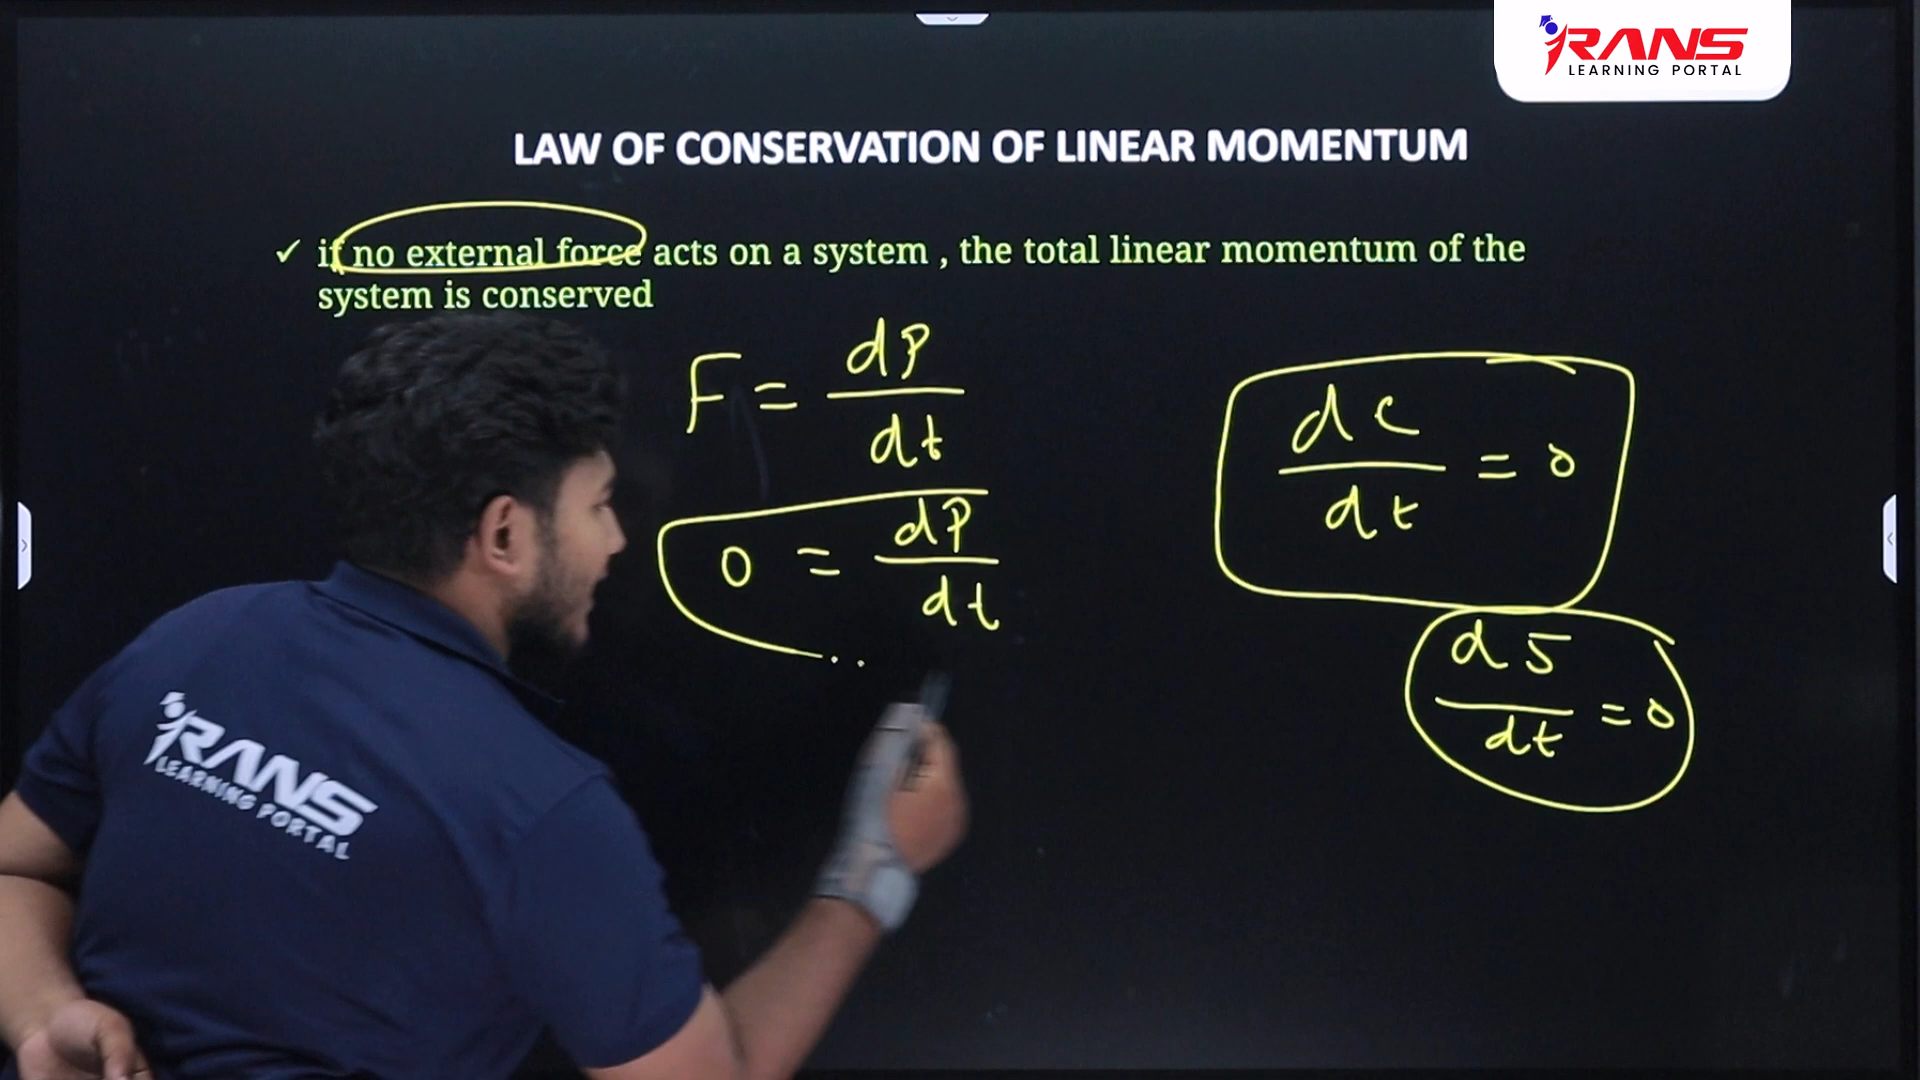 RANS
LEARNING PORTAL
LAW OF CONSERVATION OF LINEAR MOMENTUM
✓ if no external force acts on a system , the total linear momentum of the
system is conserved
F = dP/dt
0 = dP/dt
dc/dt = 0
d5/dt = 0
RANS
LEARNING PORTAL